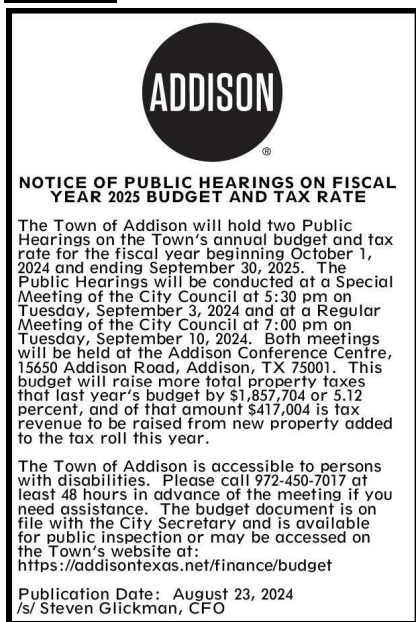 ADDISON
®
NOTICE OF PUBLIC HEARINGS ON FISCAL
YEAR 2025 BUDGET AND TAX RATE
The Town of Addison will hold two Public
Hearings on the Town's annual budget and tax
rate for the fiscal year beginning October 1,
2024 and ending September 30, 2025. The
Public Hearings will be conducted at a Special
Meeting of the City Council at 5:30 pm on
Tuesday, September 3, 2024 and at a Regular
Meeting of the City Council at 7:00 pm on
Tuesday, September 10, 2024. Both meetings
will be held at the Addison Conference Centre,
15650 Addison Road, Addison, TX 75001. This
budget will raise more total property taxes
that last year's budget by $1,857,704 or 5.12
percent, and of that amount $417,004 is tax
revenue to be raised from new property added
to the tax roll this year.
The Town of Addison is accessible to persons
with disabilities. Please call 972-450-7017 at
least 48 hours in advance of the meeting if you
need assistance. The budget document is on
file with the City Secretary and is available
for public inspection or may be accessed on
the Town's website at:
https://addisontexas.net/finance/budget
Publication Date: August 23, 2024
/s/ Steven Glickman, CFO